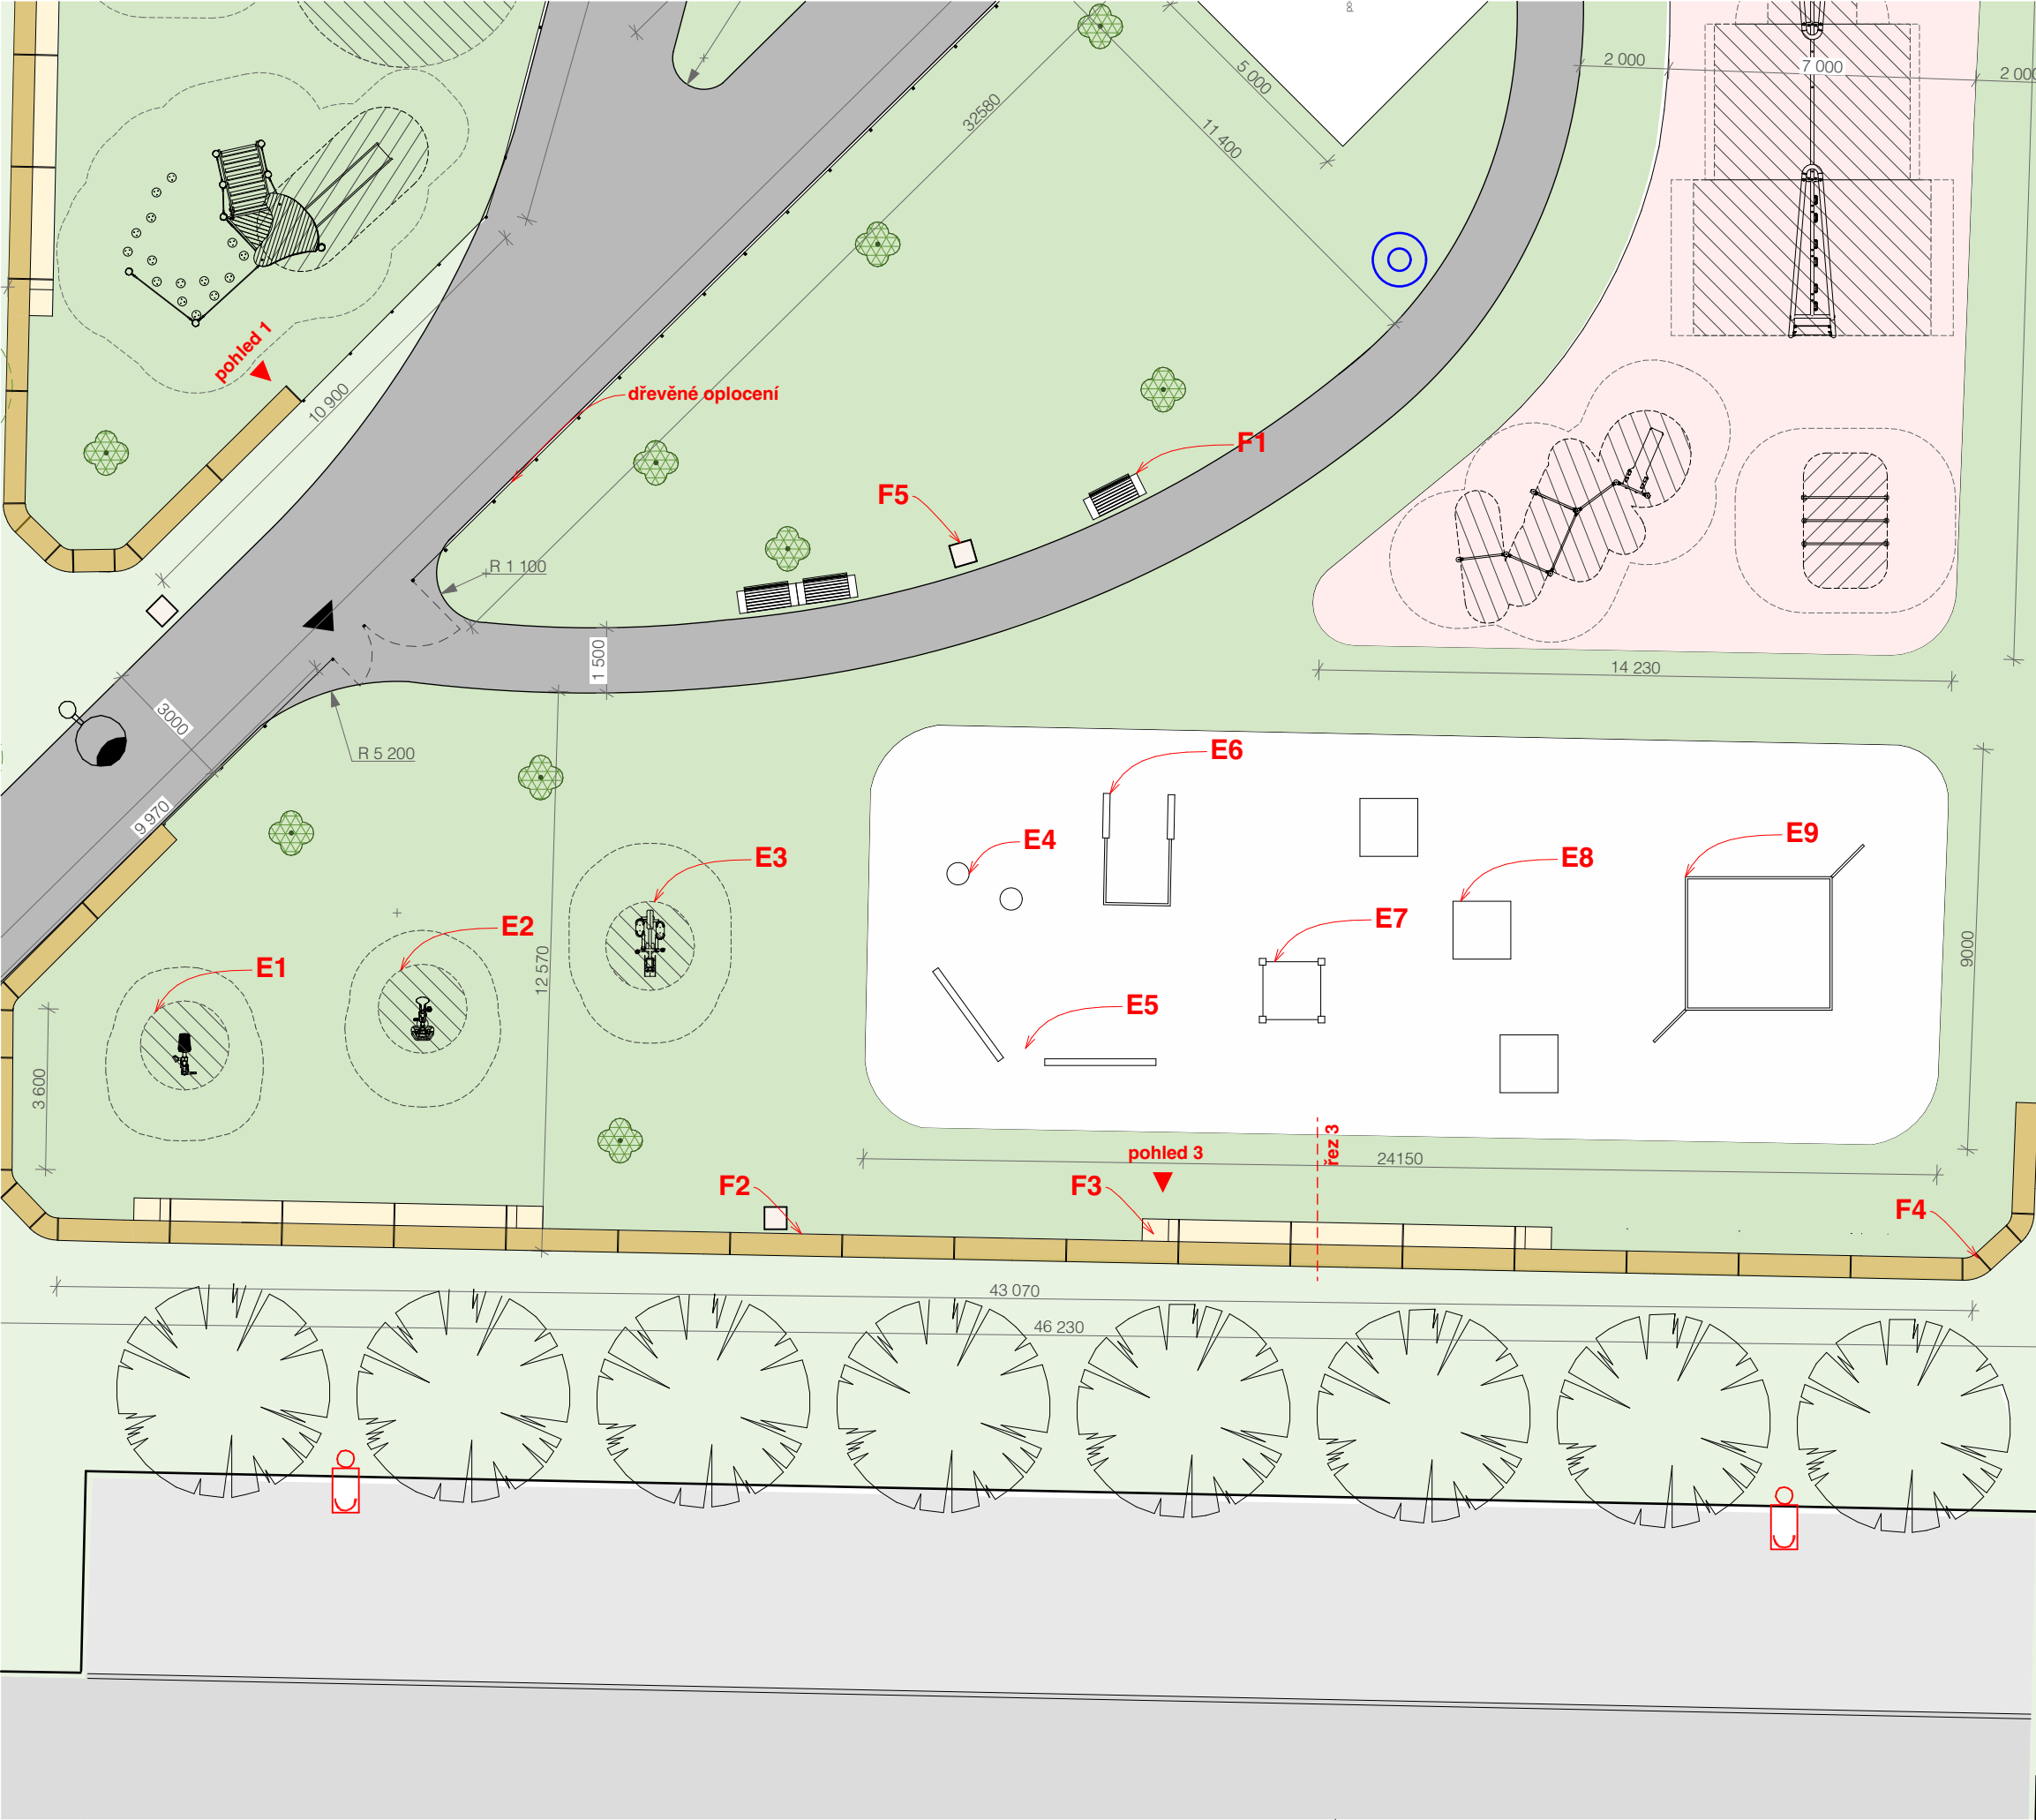 2 000
7 000
2 000
5 000
32580
11 400
pohled 1
10 900
dřevěné oplocení
F1
F5
R 1 100
1 500
14 230
3000
R 5 200
9 970
E6
E4
E3
E8
E9
E2
E7
E1
12 570
E5
9000
3 600
řez 3
pohled 3
24150
F2
F3
F4
43 070
46 230